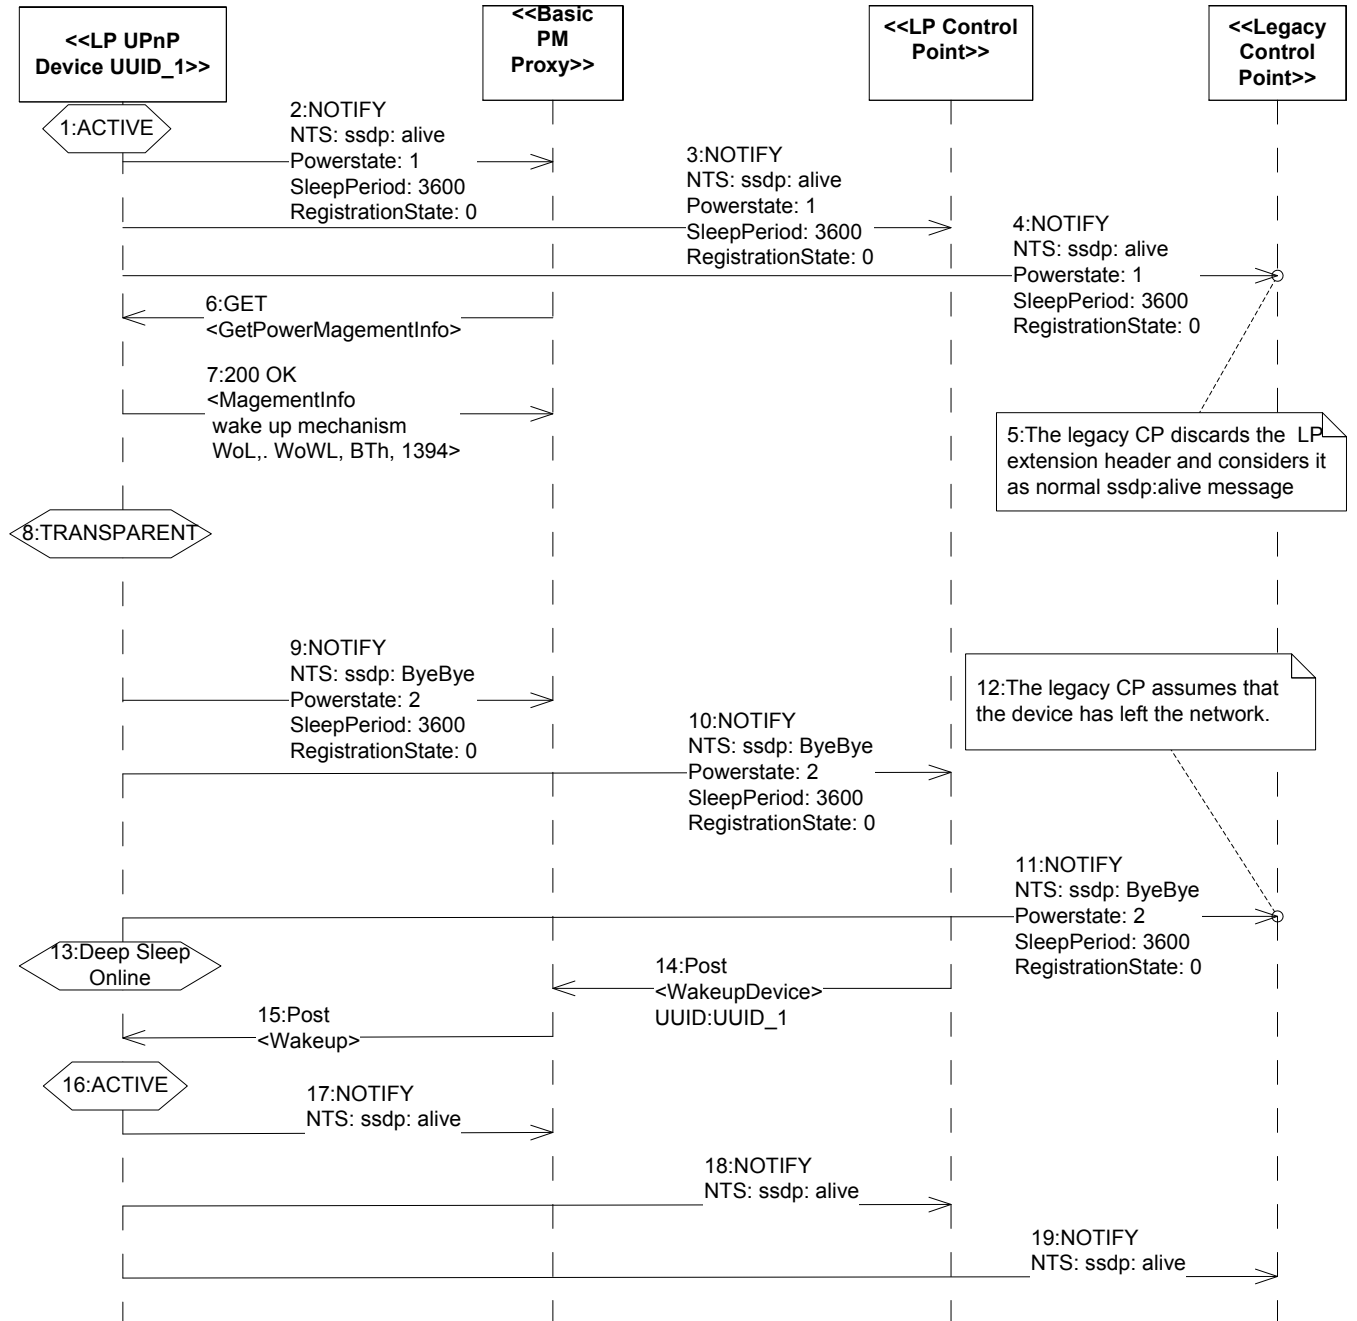 <<LP UPnP
Device UUID_1>>
<<Basic
PM
Proxy>>
<<LP Control
Point>>
<<Legacy
Control
Point>>
1:ACTIVE
2:NOTIFY
NTS: ssdp: alive
Powerstate: 1
SleepPeriod: 3600
RegistrationState: 0
3:NOTIFY
NTS: ssdp: alive
Powerstate: 1
SleepPeriod: 3600
RegistrationState: 0
4:NOTIFY
NTS: ssdp: alive
Powerstate: 1
SleepPeriod: 3600
RegistrationState: 0
6:GET
<GetPowerMagementInfo>
7:200 OK
<MagementInfo
wake up mechanism
WoL,. WoWL, BTh, 1394>
5:The legacy CP discards the LP
extension header and considers it
as normal ssdp:alive message
8:TRANSPARENT
9:NOTIFY
NTS: ssdp: ByeBye
Powerstate: 2
SleepPeriod: 3600
RegistrationState: 0
10:NOTIFY
NTS: ssdp: ByeBye
Powerstate: 2
SleepPeriod: 3600
RegistrationState: 0
12:The legacy CP assumes that
the device has left the network.
11:NOTIFY
NTS: ssdp: ByeBye
Powerstate: 2
SleepPeriod: 3600
RegistrationState: 0
13:Deep Sleep
Online
14:Post
<WakeupDevice>
UUID:UUID_1
15:Post
<Wakeup>
16:ACTIVE
17:NOTIFY
NTS: ssdp: alive
18:NOTIFY
NTS: ssdp: alive
19:NOTIFY
NTS: ssdp: alive